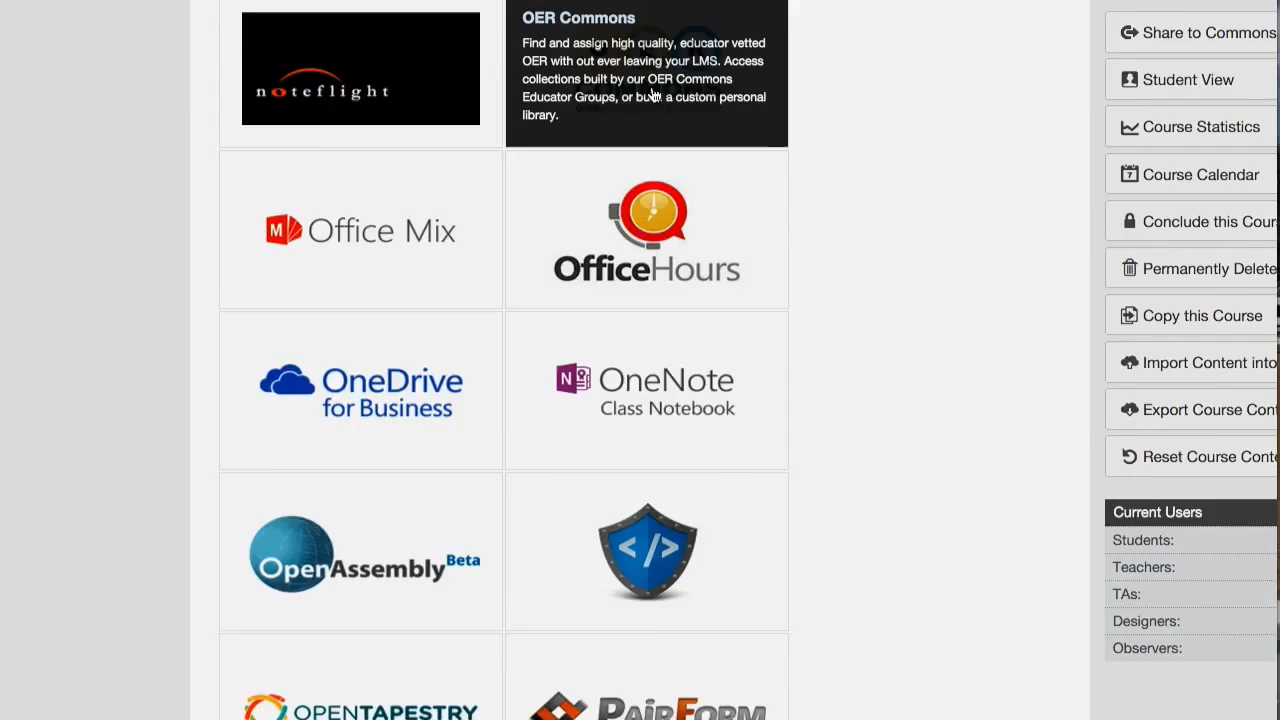 noteflight
OER Commons
Find and assign high quality, educator vetted
OER with out ever leaving your LMS. Access
collections built by our OER Commons
Educator Groups, or build a custom personal
library.
M Office Mix
OfficeHours
OneDrive
for Business
N OneNote
Class Notebook
OpenAssembly Beta
</>
OPENTAPESTRY
PAIRFORM
Share to Commons
Student View
Course Statistics
7 Course Calendar
Conclude this Cour
Permanently Delete
Copy this Course
Import Content into
Export Course Cont
Reset Course Conte
Current Users
Students:
Teachers:
TAs:
Designers:
Observers: